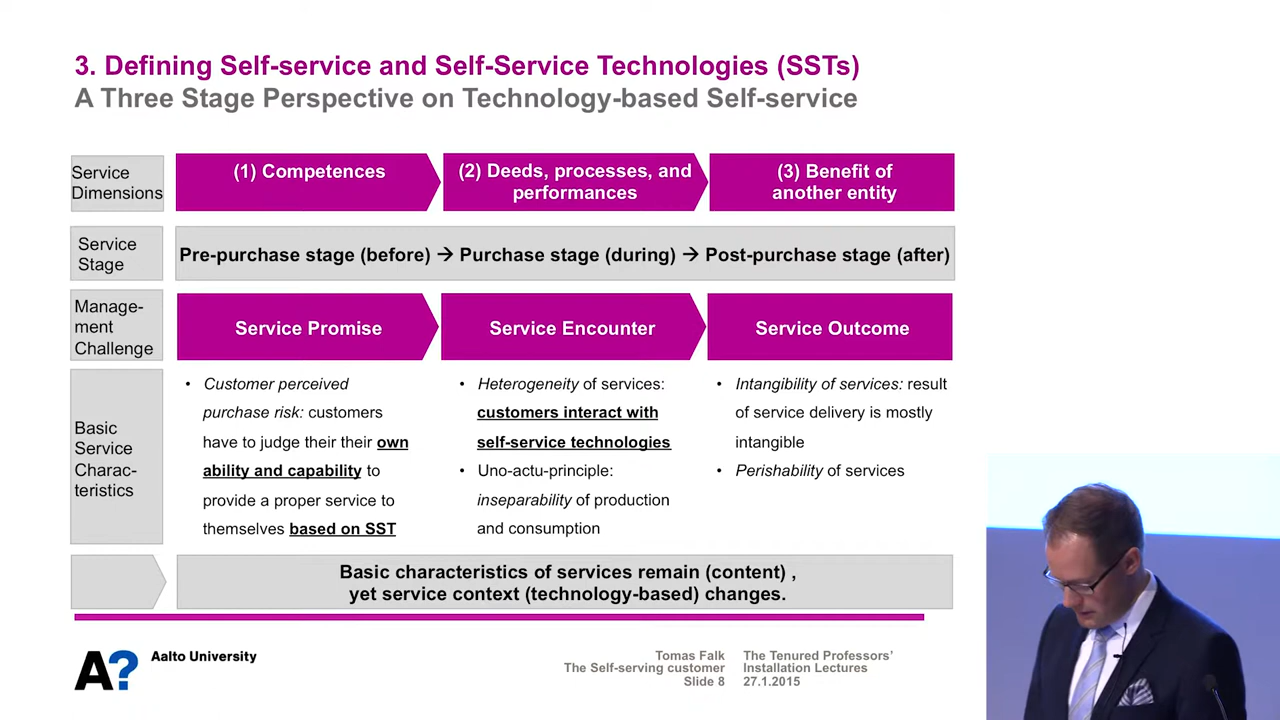 3. Defining Self-service and Self-Service Technologies (SSTs)
A Three Stage Perspective on Technology-based Self-service
Service
Dimensions
(1) Competences
(2) Deeds, processes, and
performances
(3) Benefit of
another entity
Service
Stage
Pre-purchase stage (before) → Purchase stage (during) → Post-purchase stage (after)
Manage-
ment
Challenge
Service Promise
Service Encounter
Service Outcome
Basic
Service
Charac-
teristics
• Customer perceived
purchase risk: customers
have to judge their their own
ability and capability to
provide a proper service to
themselves based on SST
• Heterogeneity of services:
customers interact with
self-service technologies
• Uno-actu-principle:
inseparability of production
and consumption
• Intangibility of services: result
of service delivery is mostly
intangible
• Perishability of services
Basic characteristics of services remain (content) ,
yet service context (technology-based) changes.
A?
Aalto University
Tomas Falk
The Self-serving customer
Slide 8
The Tenured Professors'
Installation Lectures
27.1.2015